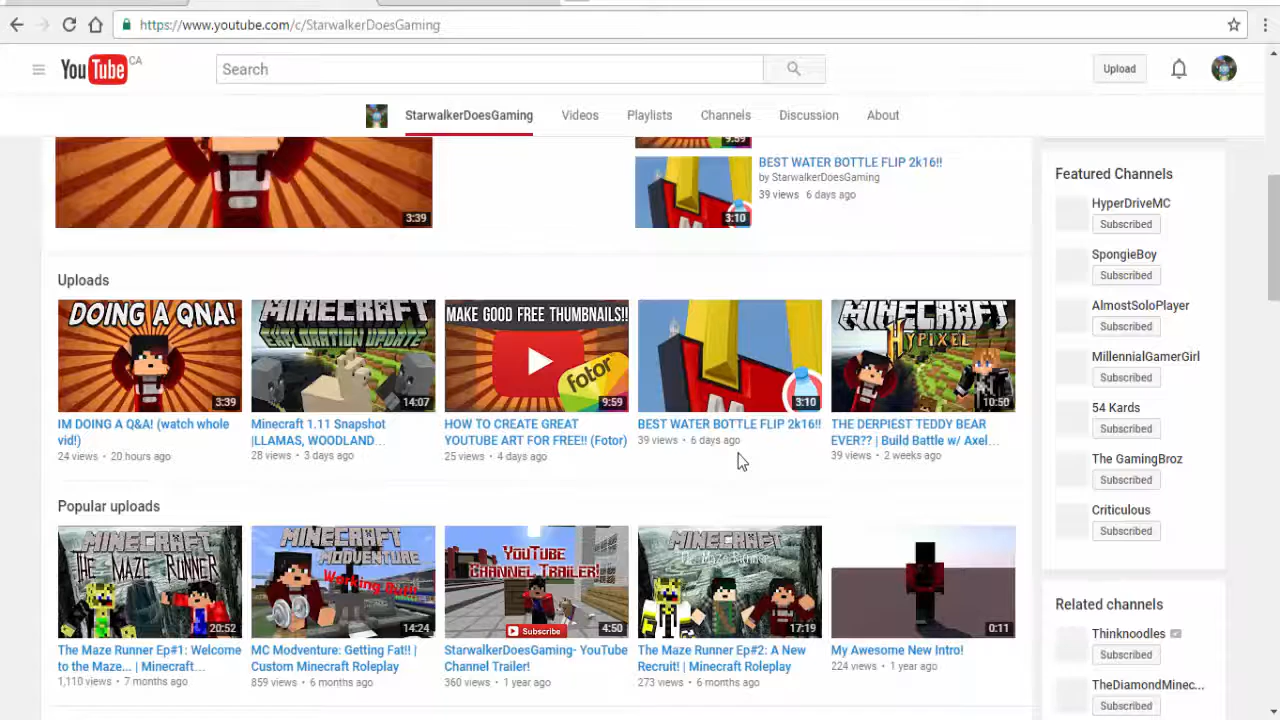 https://www.youtube.com/c/StarwalkerDoesGaming
YouTube CA
Search
Upload
StarwalkerDoesGaming Videos Playlists Channels Discussion About
3:39
9:59
BEST WATER BOTTLE FLIP 2k16!!
by StarwalkerDoesGaming
39 views • 6 days ago
3:10
Uploads
DOING A QNA!
3:39
IM DOING A Q&A! (watch whole
vid!)
24 views • 20 hours ago
MINECRAFT
EXPLORATION UPDATE
14:07
Minecraft 1.11 Snapshot
|LLAMAS, WOODLAND...
28 views • 3 days ago
MAKE GOOD FREE THUMBNAILS!!
fotor
9:59
HOW TO CREATE GREAT
YOUTUBE ART FOR FREE!! (Fotor)
25 views • 4 days ago
3:10
BEST WATER BOTTLE FLIP 2k16!!
39 views • 6 days ago
MINECRAFT
HYPIXEL
10:50
THE DERPIEST TEDDY BEAR
EVER?? | Build Battle w/ Axel...
39 views • 2 weeks ago
Popular uploads
MINECRAFT
THE MAZE RUNNER
20:52
The Maze Runner Ep#1: Welcome
to the Maze... | Minecraft...
1,110 views • 7 months ago
MINECRAFT
MODVENTURE
Working Out!
14:24
MC Modventure: Getting Fat!! |
Custom Minecraft Roleplay
859 views • 6 months ago
YouTube
CHANNEL TRAILER!
Subscribe
4:50
StarwalkerDoesGaming- YouTube
Channel Trailer!
360 views • 1 year ago
MINECRAFT
The Maze Runner
17:19
The Maze Runner Ep#2: A New
Recruit! | Minecraft Roleplay
273 views • 6 months ago
0:11
My Awesome New Intro!
224 views • 1 year ago
Featured Channels
HyperDriveMC
Subscribed
SpongieBoy
Subscribed
AlmostSoloPlayer
Subscribed
MillennialGamerGirl
Subscribed
54 Kards
Subscribed
The GamingBroz
Subscribed
Criticulous
Subscribed
Related channels
Thinknoodles
Subscribed
TheDiamondMinec...
Subscribed